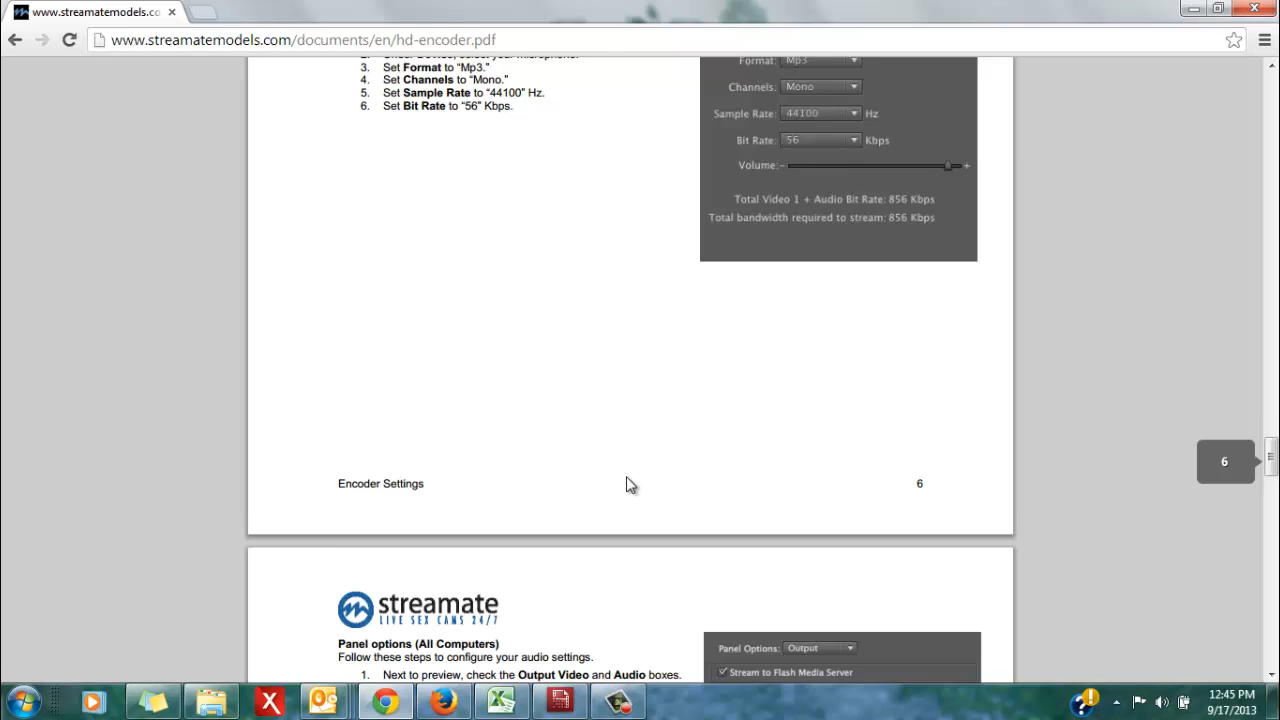 www.streamatemodels.co
www.streamatemodels.com/documents/en/hd-encoder.pdf
3. Set Format to "Mp3."
4. Set Channels to "Mono."
5. Set Sample Rate to "44100" Hz.
6. Set Bit Rate to "56" Kbps.
Format: Mp3
Channels: Mono
Sample Rate: 44100 Hz
Bit Rate: 56 Kbps
Volume: - +
Total Video 1 + Audio Bit Rate: 856 Kbps
Total bandwidth required to stream: 856 Kbps
6
Encoder Settings 6
streamate
LIVE SEX CAMS 24/7
Panel options (All Computers)
Follow these steps to configure your audio settings.
1. Next to preview, check the Output Video and Audio boxes.
Panel Options: Output
Stream to Flash Media Server
12:45 PM
9/17/2013